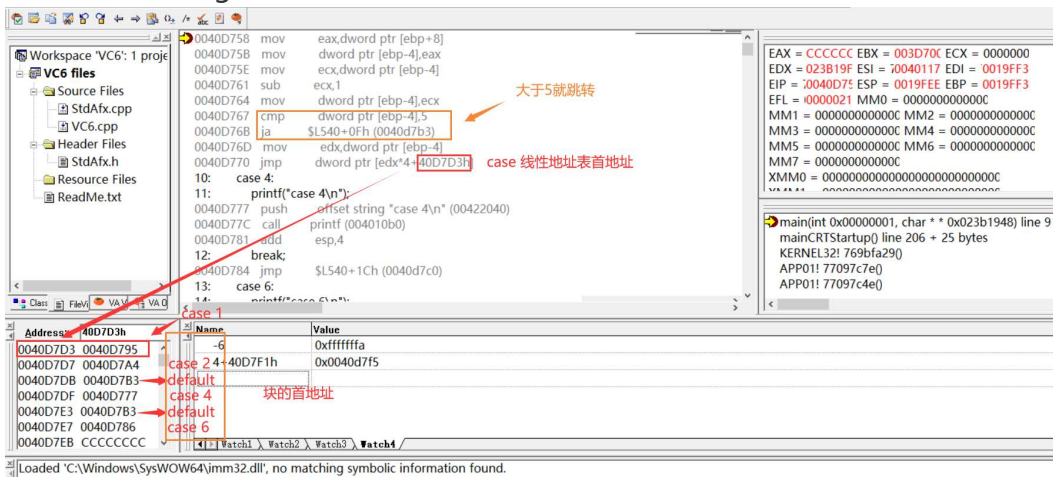 Workspace 'VC6': 1 proje
VC6 files
Source Files
StdAfx.cpp
VC6.cpp
Header Files
StdAfx.h
Resource Files
ReadMe.txt
Class
FileVi
VA V
VA O
0040D758 mov eax,dword ptr [ebp+8]
0040D75B mov dword ptr [ebp-4],eax
0040D75E mov ecx,dword ptr [ebp-4]
0040D761 sub ecx,1
0040D764 mov dword ptr [ebp-4],ecx
0040D767 cmp dword ptr [ebp-4],5
0040D76B ja $L540+0Fh (0040d7b3)
0040D76D mov edx,dword ptr [ebp-4]
0040D770 jmp dword ptr [edx*4+40D7D3h]
10: case 4:
11: printf("case 4\n");
0040D777 push offset string "case 4\n" (00422040)
0040D77C call printf (004010b0)
0040D781 add esp,4
12: break;
0040D784 jmp $L540+1Ch (0040d7c0)
13: case 6:
14: printf("case 6\n");
大于5就跳转
case 线性地址表首地址
EAX = CCCCCC EBX = 003D70C ECX = 0000000
EDX = 023B19F ESI = 0040117 EDI = 0019FF3
EIP = 0040D75 ESP = 0019FEE EBP = 0019FF3
EFL = 0000021 MM0 = 000000000000C
MM1 = 000000000000C MM2 = 000000000000C
MM3 = 000000000000C MM4 = 000000000000C
MM5 = 000000000000C MM6 = 000000000000C
MM7 = 000000000000C
XMM0 = 0000000000000000000000000000C
main(int 0x00000001, char * * 0x023b1948) line 9
mainCRTStartup() line 206 + 25 bytes
KERNEL32! 769bfa29()
APP01! 77097c7e()
APP01! 77097c4e()
Address: 40D7D3h
0040D7D3 0040D795
0040D7D7 0040D7A4
0040D7DB 0040D7B3
0040D7DF 0040D777
0040D7E3 0040D7B3
0040D7E7 0040D786
0040D7EB CCCCCCCC
case 1
case 2
default
case 4
default
case 6
块的首地址
Name Value
-6 0xfffffffa
4+40D7F1h 0x0040d7f5
Watch1 Watch2 Watch3 Watch4
Loaded 'C:\Windows\SysWOW64\imm32.dll', no matching symbolic information found.